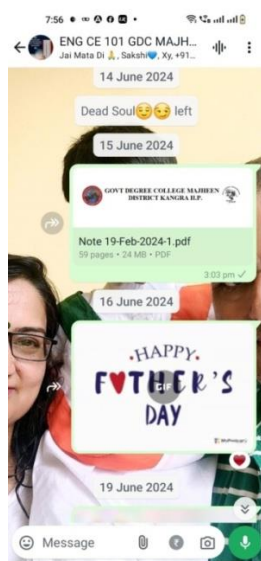 7:56
ENG CE 101 GDC MAJH...
Jai Mata Di🙏, Sakshi💙, Xy, +91...
14 June 2024
Dead Soul😌😌 left
15 June 2024
GOVT DEGREE COLLEGE MAJHEEN
DISTRICT KANGRA H.P.
Note 19-Feb-2024-1.pdf
59 pages • 24 MB • PDF
3:03 pm
16 June 2024
HAPPY
FATHER'S
DAY
GIF
19 June 2024
Message